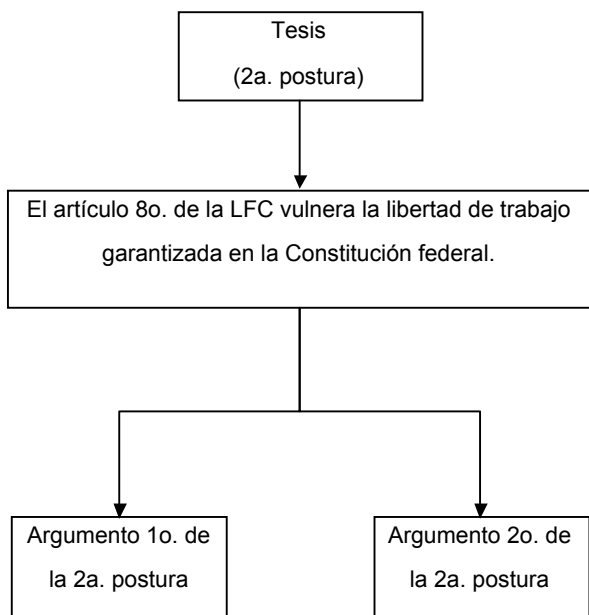 Tesis
(2a. postura)
El artículo 8o. de la LFC vulnera la libertad de trabajo
garantizada en la Constitución federal.
Argumento 1o. de
la 2a. postura
Argumento 2o. de
la 2a. postura